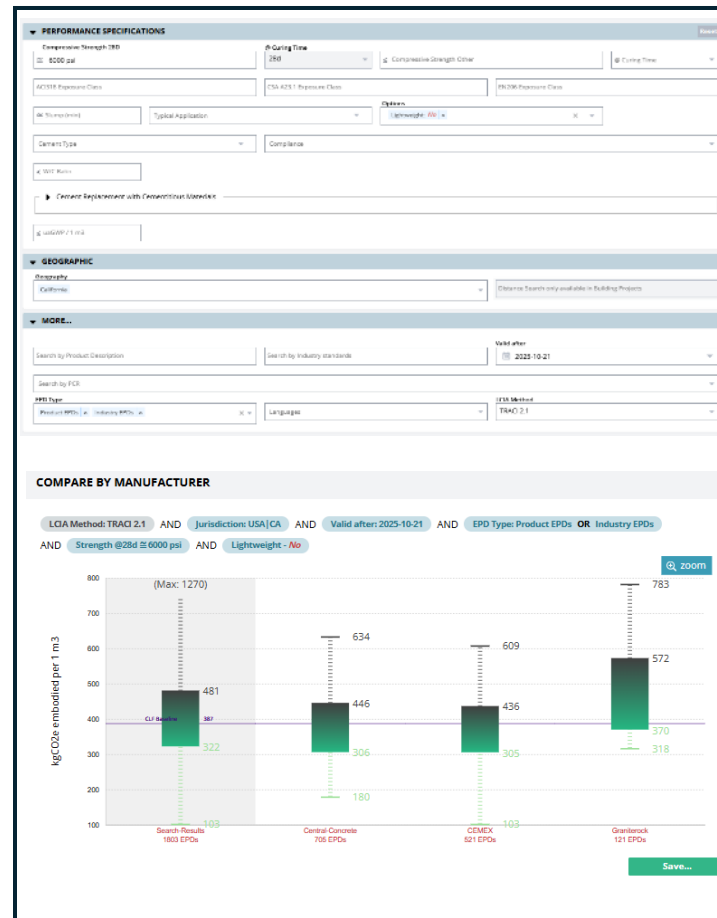 PERFORMANCE SPECIFICATIONS
Reset
Compressive Strength 28D
≅ 6000 psi
Curing Time
28d
≤ Compressive Strength Other
Curing Time
ACI318 Exposure Class
CSA A23.1 Exposure Class
EN206 Exposure Class
Slump (min)
Typical Application
Options
Lightweight: No
Cement Type
Compliance
≤ W/C Ratio
Cement Replacement with Cementitious Materials
GEOGRAPHIC
Geography
California
Distance Search only available in Building Projects
MORE...
Search by Product Description
Search by Industry standards
Valid after
2025-10-21
Search by PCR
EPD Type
Product EPDs
Industry EPDs
Languages
LCIA Method
TRACI 2.1
COMPARE BY MANUFACTURER
LCIA Method: TRACI 2.1 AND Jurisdiction: USA|CA AND Valid after: 2025-10-21 AND EPD Type: Product EPDs OR Industry EPDs
AND Strength @28d ≅ 6000 psi AND Lightweight - No
zoom
kgCO2e embodied per 1 m3
800
700
600
500
400
300
200
100
(Max: 1270)
481
CLF Baseline 387
322
103
634
446
306
180
609
436
305
103
783
572
370
318
Search Results
1803 EPDs
Central Concrete
705 EPDs
CEMEX
521 EPDs
Graniterock
121 EPDs
Save...